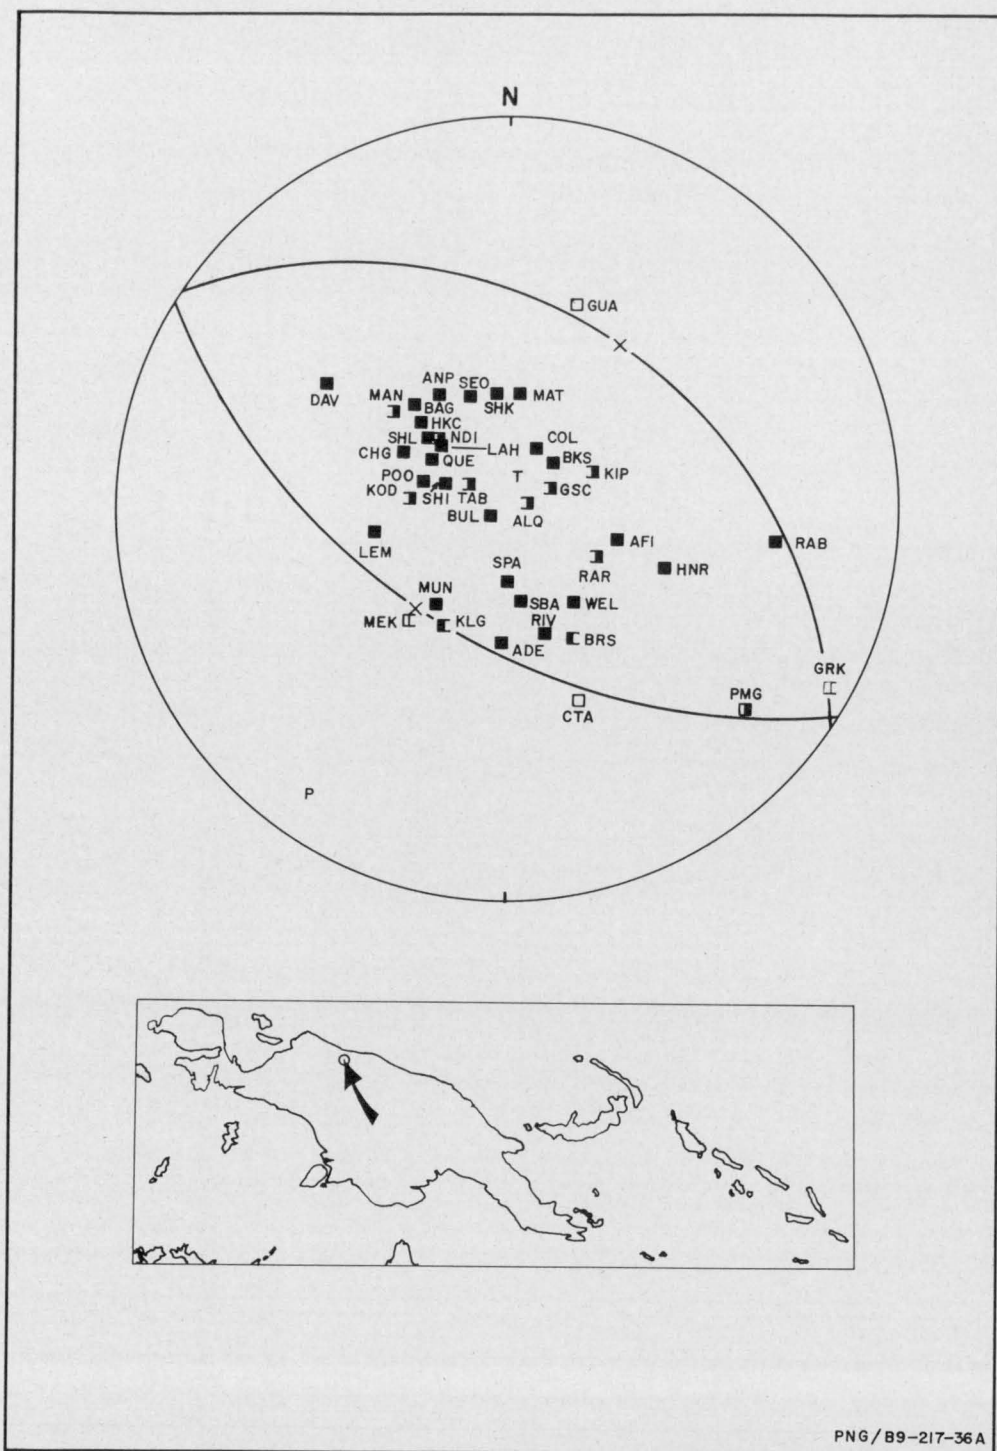 N
GUA
ANP SEO
DAV MAN BAG SHK MAT
HKC
SHL NDI COL
CHG LAH
QUE BKS
POO T KIP
KOD SHI TAB GSC
BUL ALQ
LEM AFI RAB
SPA RAR HNR
MUN SBA WEL
MEK KLG RIV
ADE BRS
GRK
PMG
CTA
P
PNG/B9-217-36A